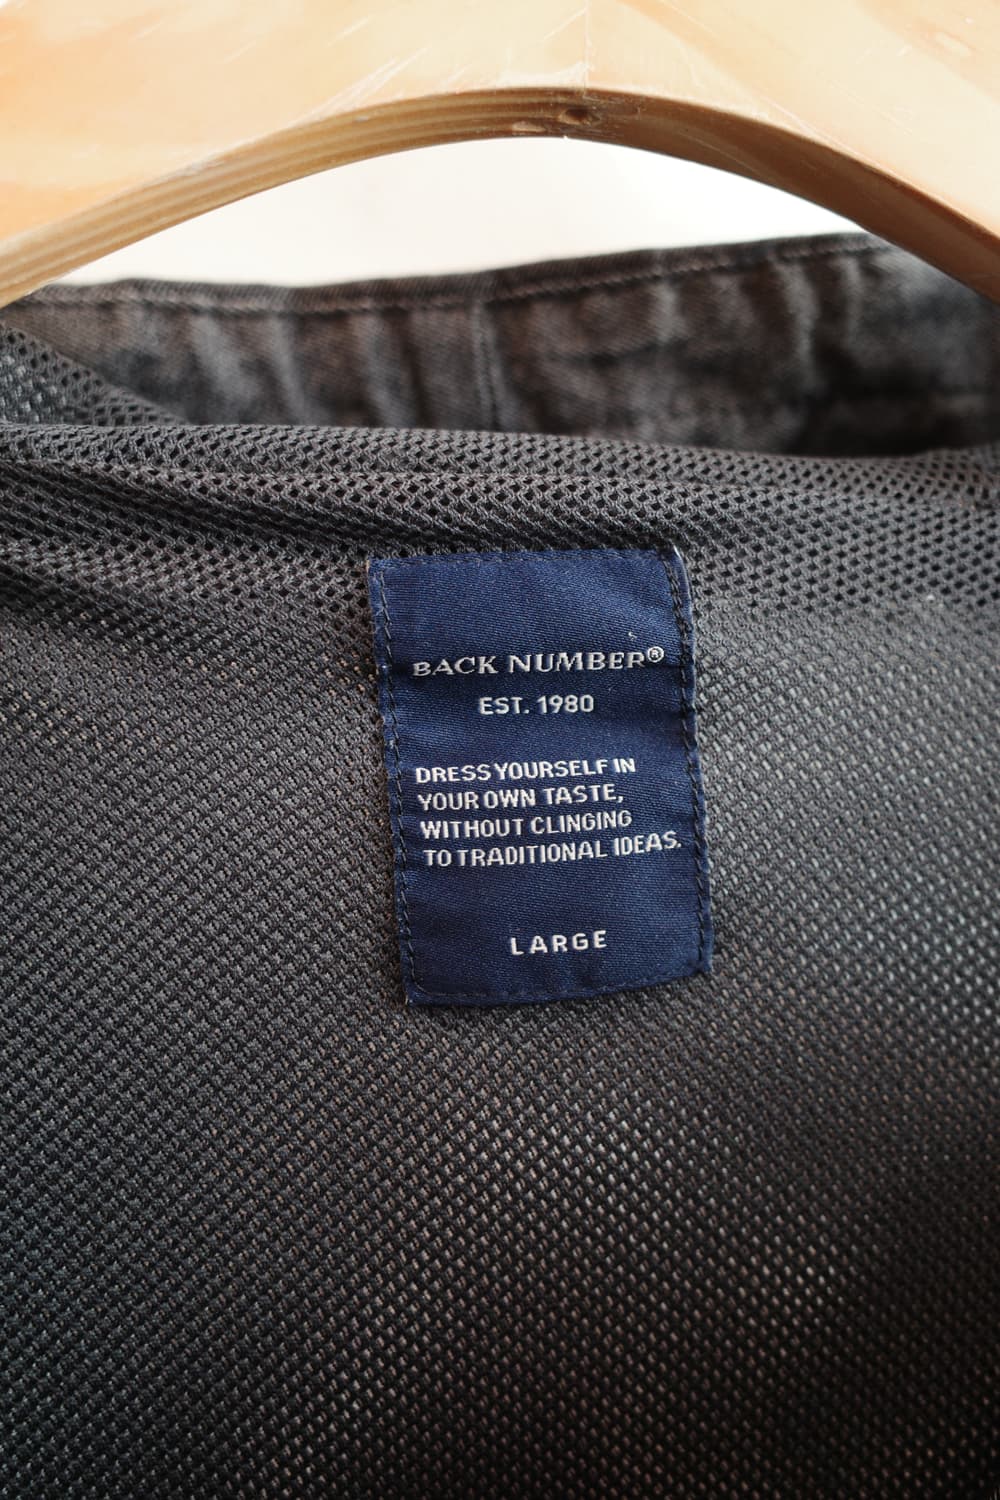 BACK NUMBER®
EST. 1980
DRESS YOURSELF IN
YOUR OWN TASTE,
WITHOUT CLINGING
TO TRADITIONAL IDEAS.
LARGE